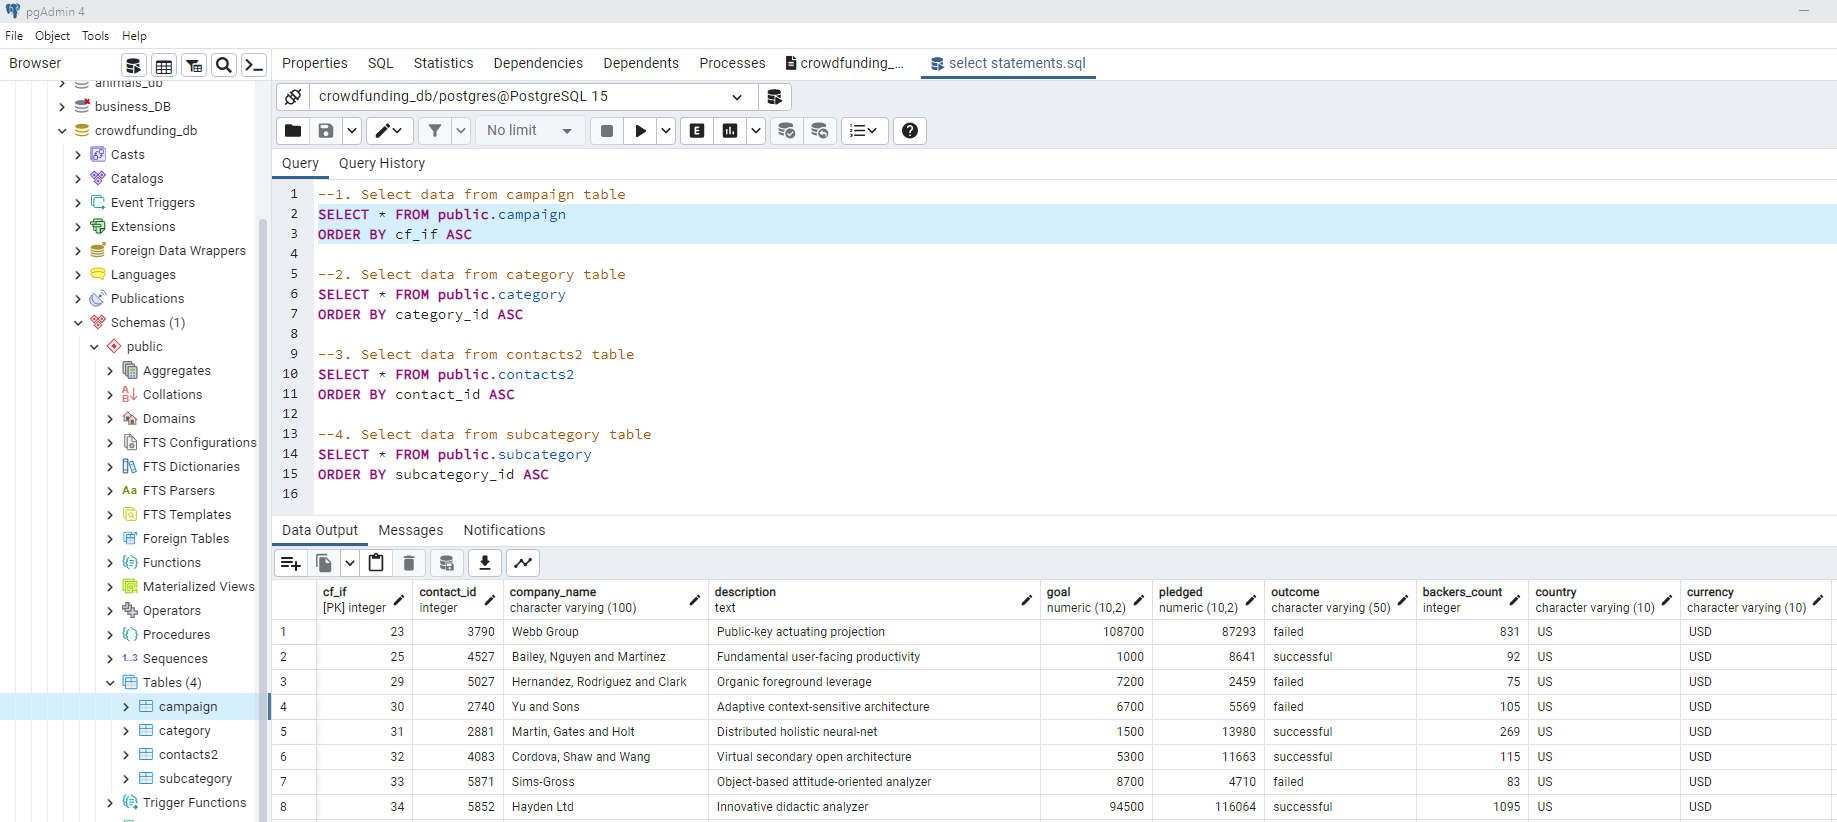 pgAdmin 4
File Object Tools Help
Browser
Properties SQL Statistics Dependencies Dependents Processes crowdfunding_... select statements.sql
animals_db
business_DB
crowdfunding_db
Casts
Catalogs
Event Triggers
Extensions
Foreign Data Wrappers
Languages
Publications
Schemas (1)
public
Aggregates
Collations
Domains
FTS Configurations
FTS Dictionaries
Aa FTS Parsers
FTS Templates
Foreign Tables
Functions
Materialized Views
Operators
Procedures
1..3 Sequences
Tables (4)
campaign
category
contacts2
subcategory
Trigger Functions
crowdfunding_db/postgres@PostgreSQL 15
No limit
E
Query Query History
1 --1. Select data from campaign table
2 SELECT * FROM public.campaign
3 ORDER BY cf_if ASC
4
5 --2. Select data from category table
6 SELECT * FROM public.category
7 ORDER BY category_id ASC
8
9 --3. Select data from contacts2 table
10 SELECT * FROM public.contacts2
11 ORDER BY contact_id ASC
12
13 --4. Select data from subcategory table
14 SELECT * FROM public.subcategory
15 ORDER BY subcategory_id ASC
16
Data Output Messages Notifications
cf_if contact_id company_name description goal pledged outcome backers_count country currency
[PK] integer integer character varying (100) text numeric (10,2) numeric (10,2) character varying (50) integer character varying (10) character varying (10)
1 23 3790 Webb Group Public-key actuating projection 108700 87293 failed 831 US USD
2 25 4527 Bailey, Nguyen and Martinez Fundamental user-facing productivity 1000 8641 successful 92 US USD
3 29 5027 Hernandez, Rodriguez and Clark Organic foreground leverage 7200 2459 failed 75 US USD
4 30 2740 Yu and Sons Adaptive context-sensitive architecture 6700 5569 failed 105 US USD
5 31 2881 Martin, Gates and Holt Distributed holistic neural-net 1500 13980 successful 269 US USD
6 32 4083 Cordova, Shaw and Wang Virtual secondary open architecture 5300 11663 successful 115 US USD
7 33 5871 Sims-Gross Object-based attitude-oriented analyzer 8700 4710 failed 83 US USD
8 34 5852 Hayden Ltd Innovative didactic analyzer 94500 116064 successful 1095 US USD